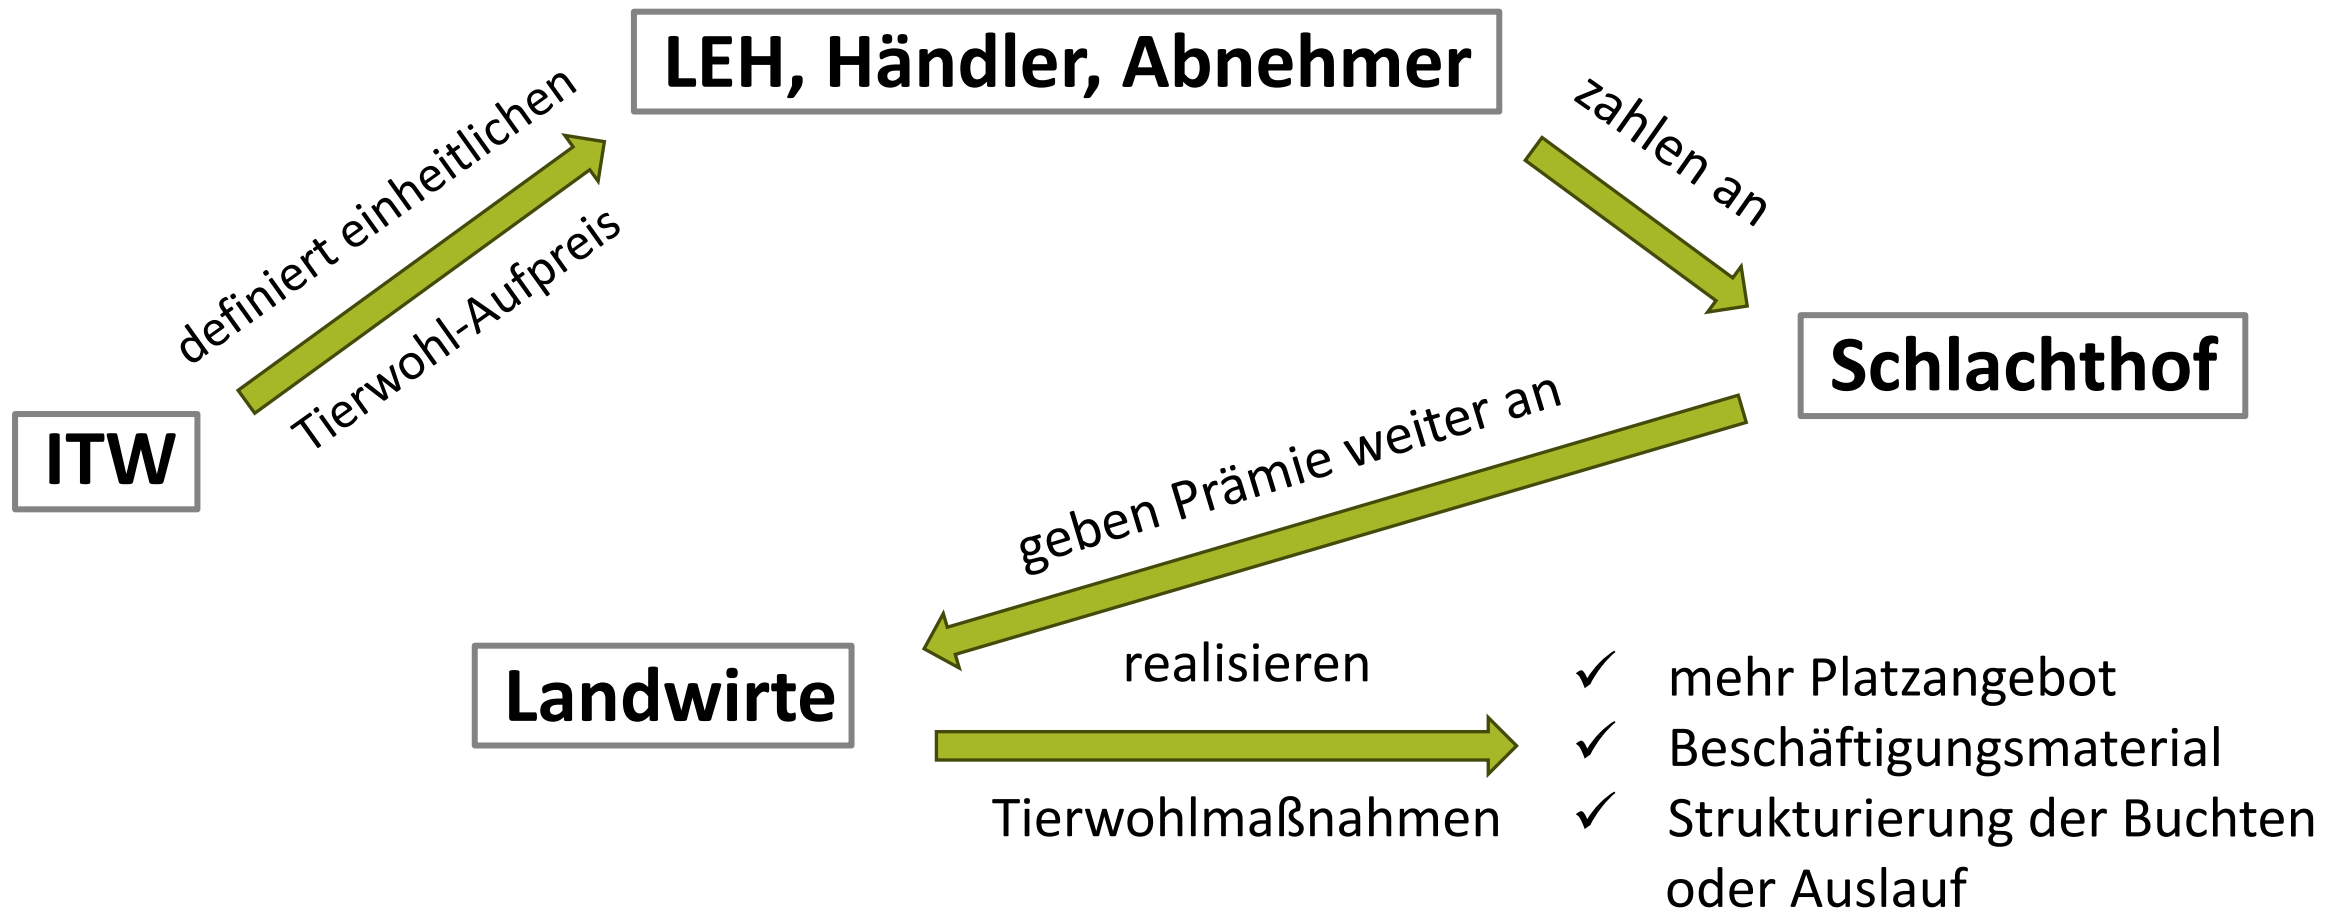 LEH, Händler, Abnehmer
definiert einheitlichen
Tierwohl-Aufpreis
zahlen an
ITW
Schlachthof
geben Prämie weiter an
Landwirte
realisieren
Tierwohlmaßnahmen
✓ mehr Platzangebot
✓ Beschäftigungsmaterial
✓ Strukturierung der Buchten
oder Auslauf